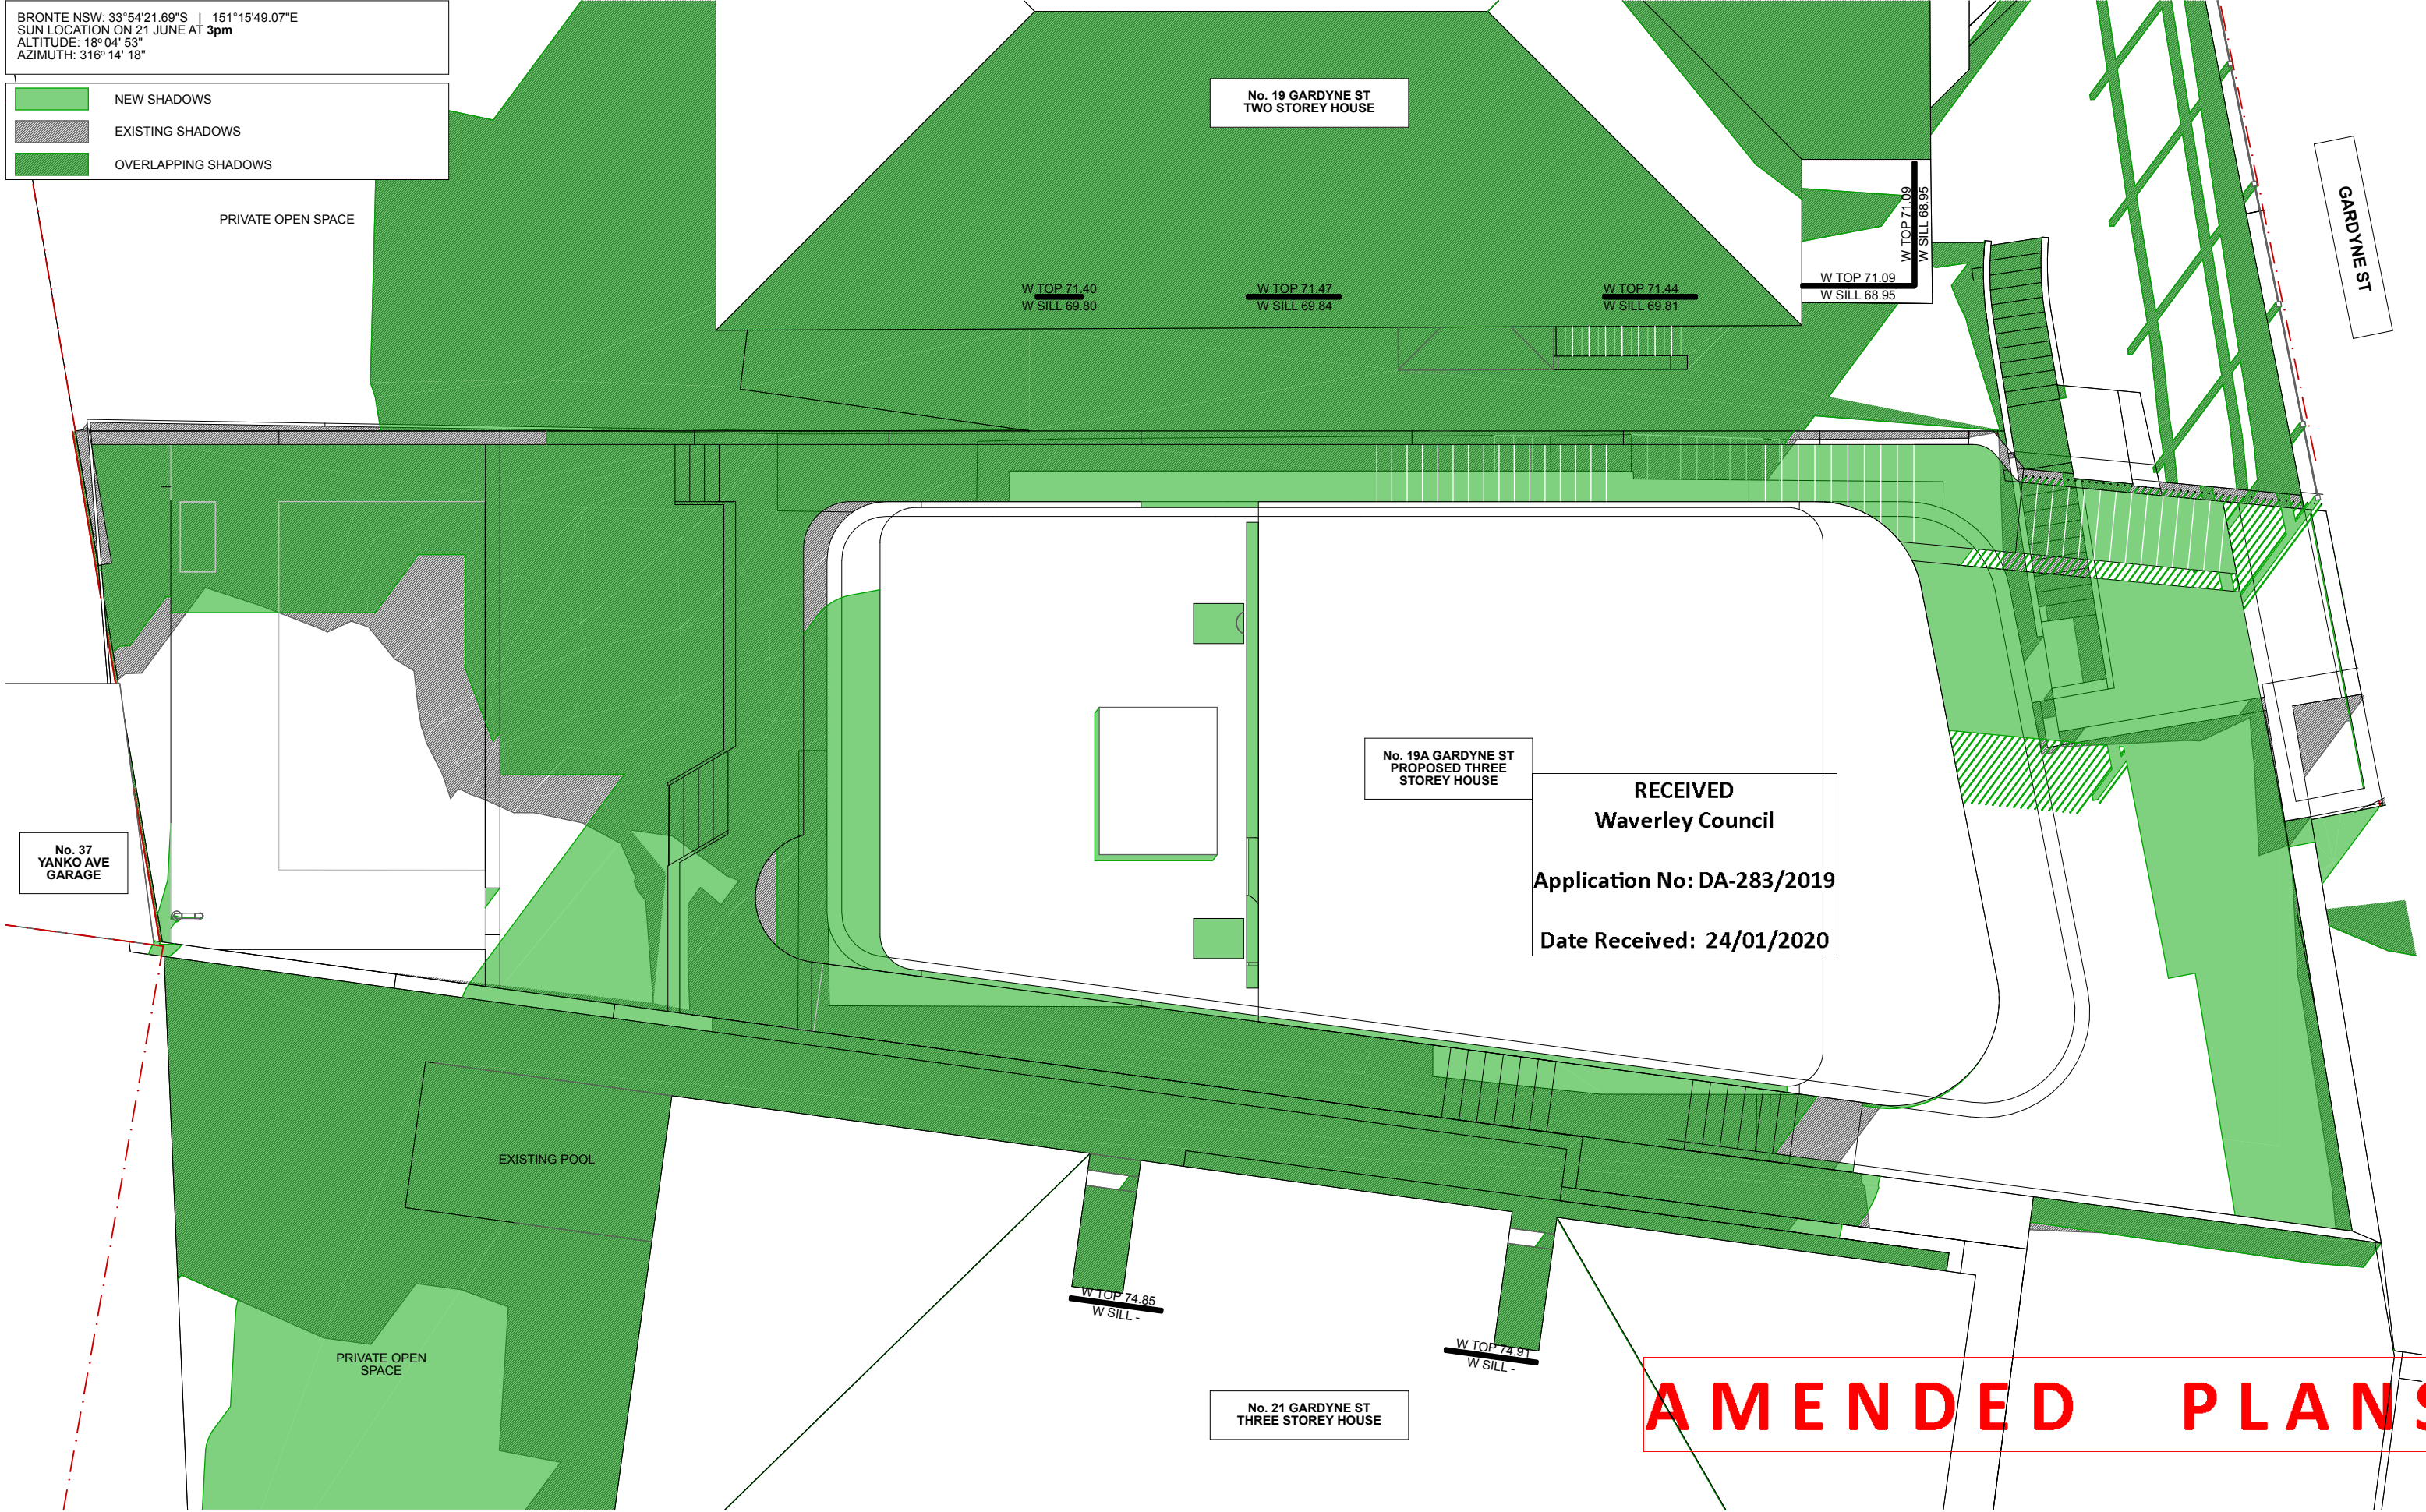 BRONTE NSW: 33°54'21.69"S | 151°15'49.07"E
SUN LOCATION ON 21 JUNE AT 3pm
ALTITUDE: 18º 04' 53"
AZIMUTH: 316º 14' 18"
NEW SHADOWS
EXISTING SHADOWS
OVERLAPPING SHADOWS
PRIVATE OPEN SPACE
No. 19 GARDYNE ST
TWO STOREY HOUSE
GARDYNE ST
W TOP 71.09
W SILL 68.95
W TOP 71.09
W SILL 68.95
W TOP 71.40
W SILL 69.80
W TOP 71.47
W SILL 69.84
W TOP 71.44
W SILL 69.81
No. 19A GARDYNE ST
PROPOSED THREE
STOREY HOUSE
RECEIVED
Waverley Council
Application No: DA-283/2019
Date Received: 24/01/2020
No. 37
YANKO AVE
GARAGE
EXISTING POOL
PRIVATE OPEN
SPACE
W TOP 74.85
W SILL -
W TOP 74.91
W SILL -
No. 21 GARDYNE ST
THREE STOREY HOUSE
AMENDED PLANS